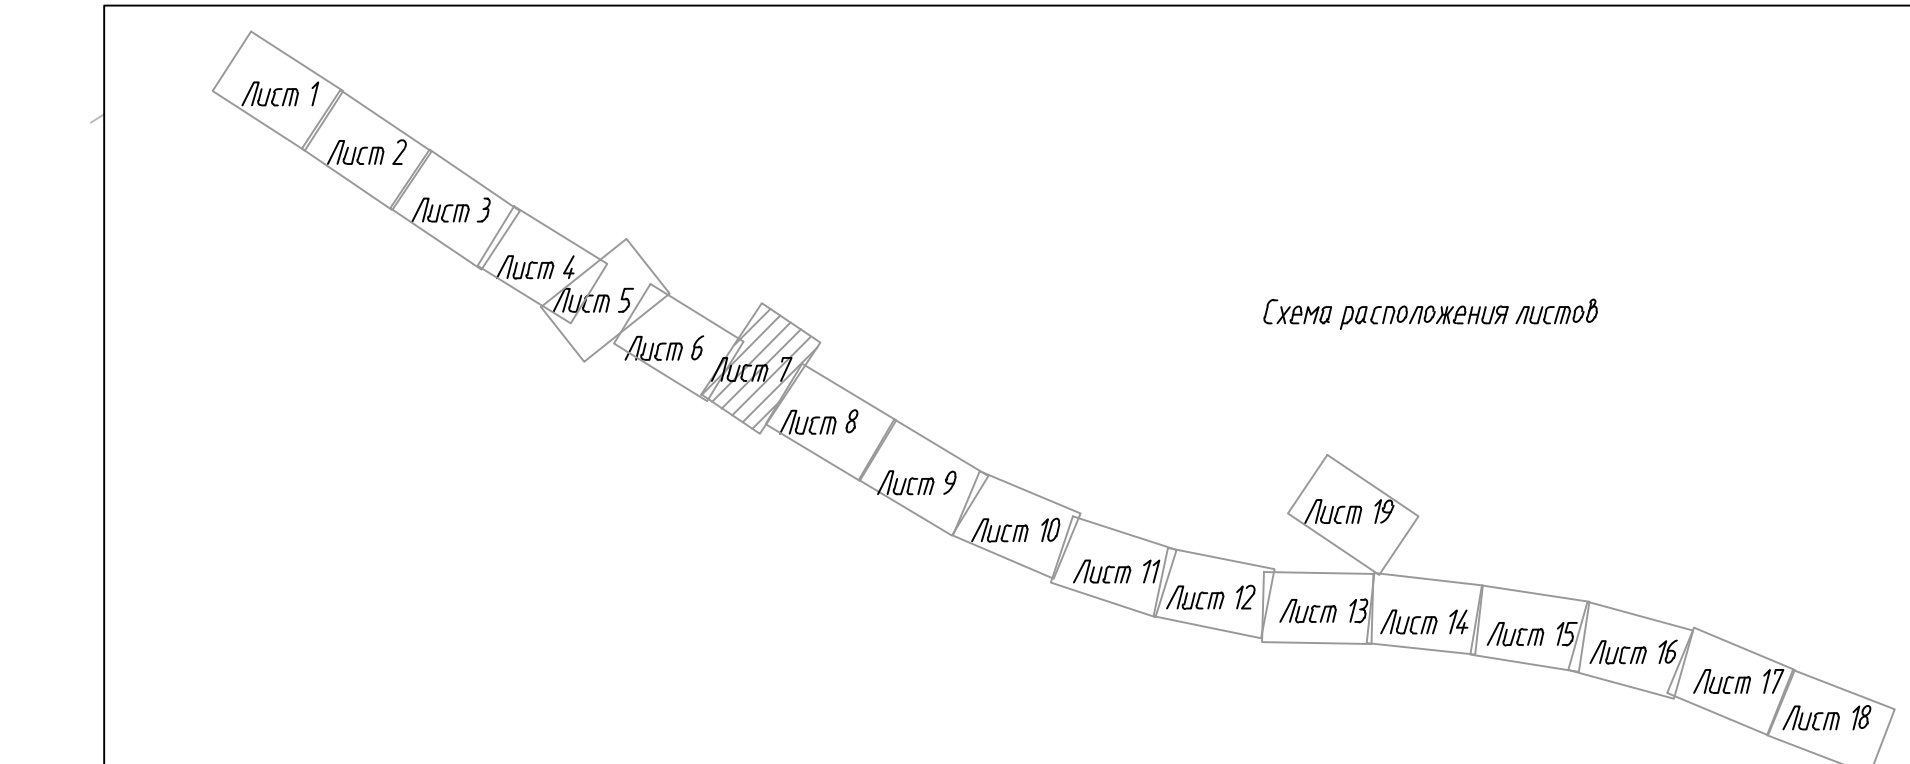 Лист 1
Лист 2
Лист 3
Лист 4
Лист 5
Лист 6
Лист 7
Лист 8
Лист 9
Лист 10
Лист 11
Лист 12
Лист 13
Лист 14
Лист 15
Лист 16
Лист 17
Лист 18
Лист 19
Схема расположения листов